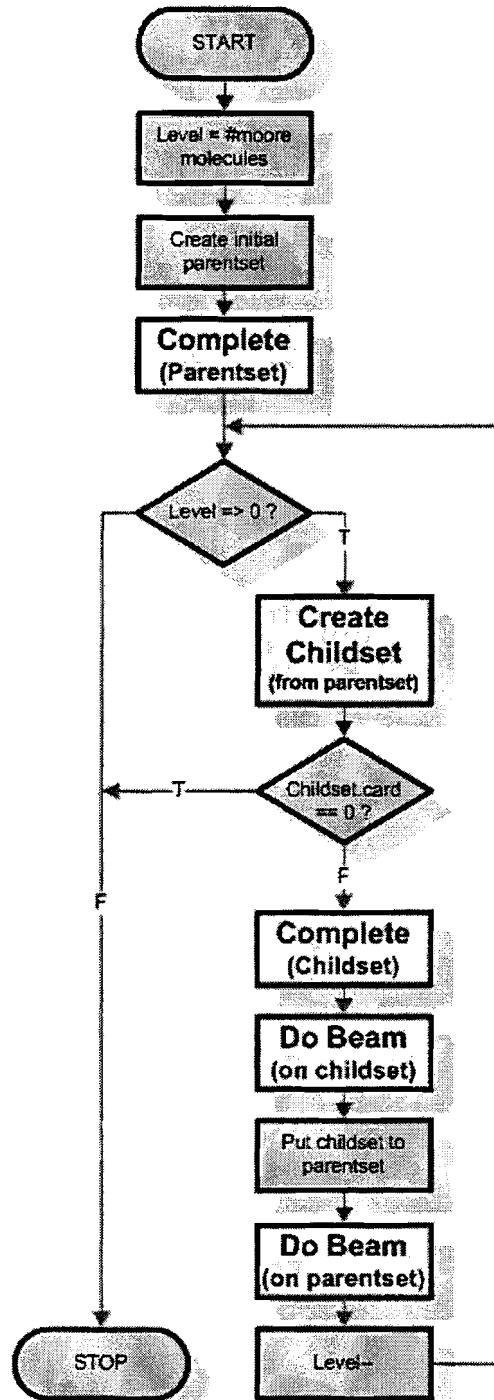 START
Level = #moore
molecules
Create initial
parentset
Complete
(Parentset)
Level => 0 ?
T
Create
Childset
(from parentset)
Childset.card
== 0 ?
T
F
F
Complete
(Childset)
Do Beam
(on childset)
Put childset to
parentset
Do Beam
(on parentset)
Level--
STOP